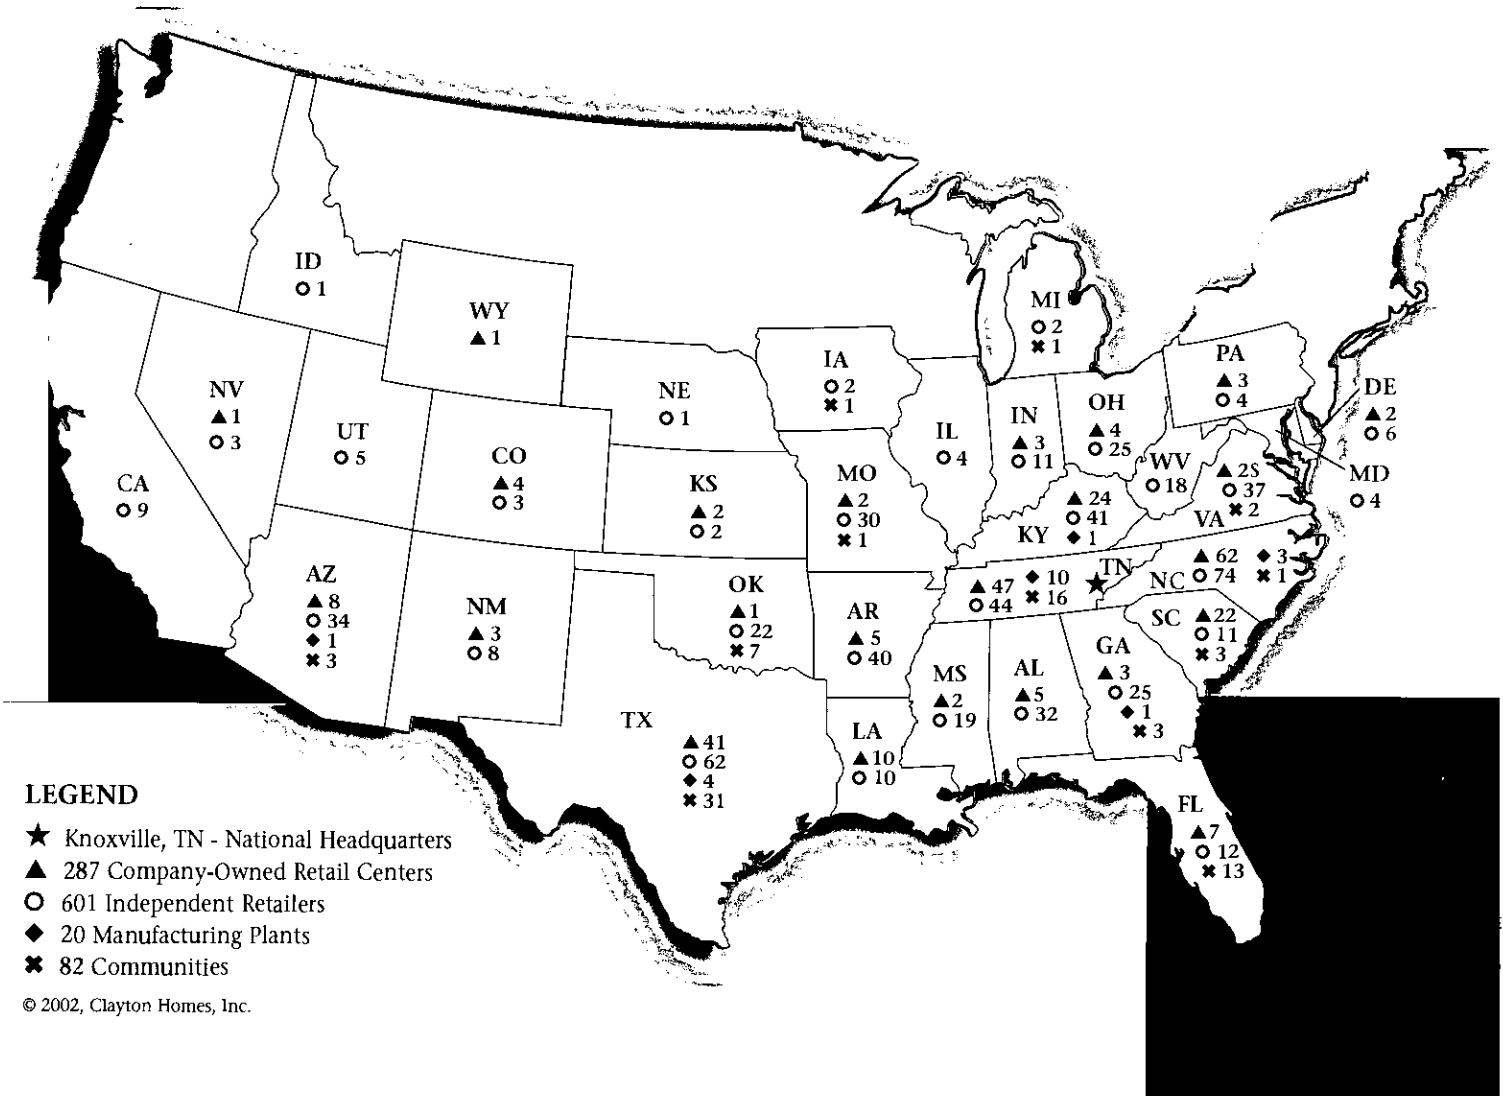 ID
○ 1
WY
▲ 1
MI
○ 2
✖ 1
PA
▲ 3
○ 4
DE
▲ 2
○ 6
MD
○ 4
NV
▲ 1
○ 3
UT
○ 5
CA
○ 9
CO
▲ 4
○ 3
NE
○ 1
KS
▲ 2
○ 2
IA
○ 2
✖ 1
MO
▲ 2
○ 30
✖ 1
IL
○ 4
IN
▲ 3
○ 11
OH
▲ 4
○ 25
WV
○ 18
▲ 2S
○ 37
✖ 2
VA
▲ 24
○ 41
KY ◆ 1
AZ
▲ 8
○ 34
◆ 1
✖ 3
NM
▲ 3
○ 8
OK
▲ 1
○ 22
✖ 7
AR
▲ 5
○ 40
TN
▲ 47 ◆ 10 ★
○ 44 ✖ 16
NC
▲ 62 ◆ 3
○ 74 ✖ 1
SC ▲ 22
○ 11
✖ 3
MS
▲ 2
○ 19
AL
▲ 5
○ 32
GA
▲ 3
○ 25
◆ 1
✖ 3
TX
▲ 41
○ 62
◆ 4
✖ 31
LA
▲ 10
○ 10
FL
▲ 7
○ 12
✖ 13
LEGEND
★ Knoxville, TN - National Headquarters
▲ 287 Company-Owned Retail Centers
○ 601 Independent Retailers
◆ 20 Manufacturing Plants
✖ 82 Communities
© 2002, Clayton Homes, Inc.